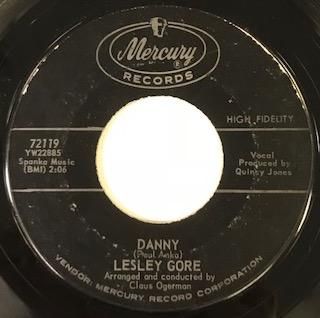 Mercury
®
RECORDS
HIGH FIDELITY
72119
YW22885
Spanka Music
(BMI) 2:06
Vocal
Produced by
Quincy Jones
DANNY
(Paul Anka)
LESLEY GORE
Arranged and conducted by
Claus Ogerman
VENDOR: MERCURY RECORD CORPORATION